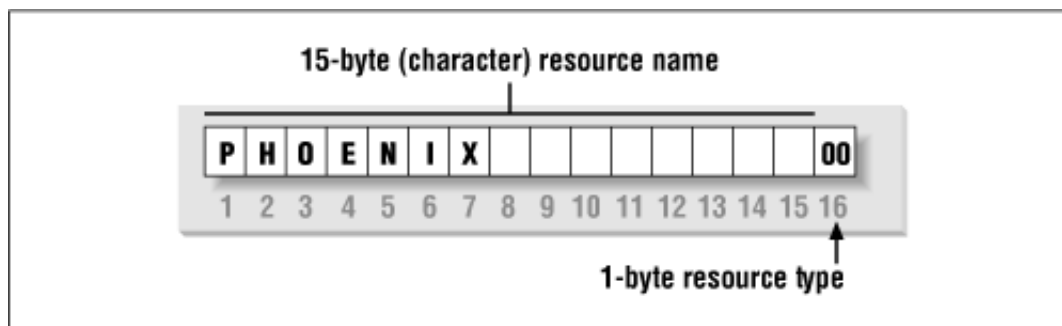 15-byte (character) resource name
P H O E N I X 00
1 2 3 4 5 6 7 8 9 10 11 12 13 14 15 16
1-byte resource type